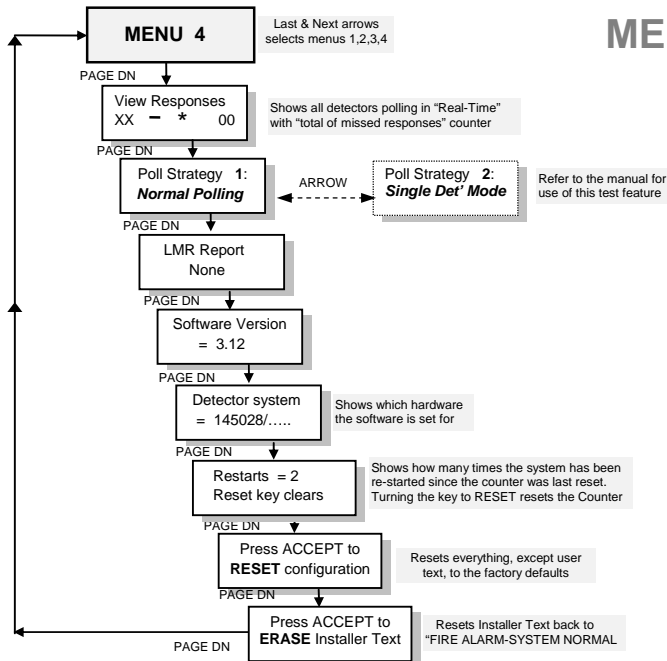 MENU 4
Last & Next arrows
selects menus 1,2,3,4
ME
PAGE DN
View Responses
XX – * 00
Shows all detectors polling in “Real-Time”
with “total of missed responses” counter
PAGE DN
Poll Strategy 1:
Normal Polling
ARROW
Poll Strategy 2:
Single Det’ Mode
Refer to the manual for
use of this test feature
PAGE DN
LMR Report
None
PAGE DN
Software Version
= 3.12
PAGE DN
Detector system
= 145028/…..
Shows which hardware
the software is set for
PAGE DN
Restarts = 2
Reset key clears
Shows how many times the system has been
re-started since the counter was last reset.
Turning the key to RESET resets the Counter
PAGE DN
Press ACCEPT to
RESET configuration
Resets everything, except user
text, to the factory defaults
PAGE DN
Press ACCEPT to
ERASE Installer Text
Resets Installer Text back to
“FIRE ALARM-SYSTEM NORMAL
PAGE DN